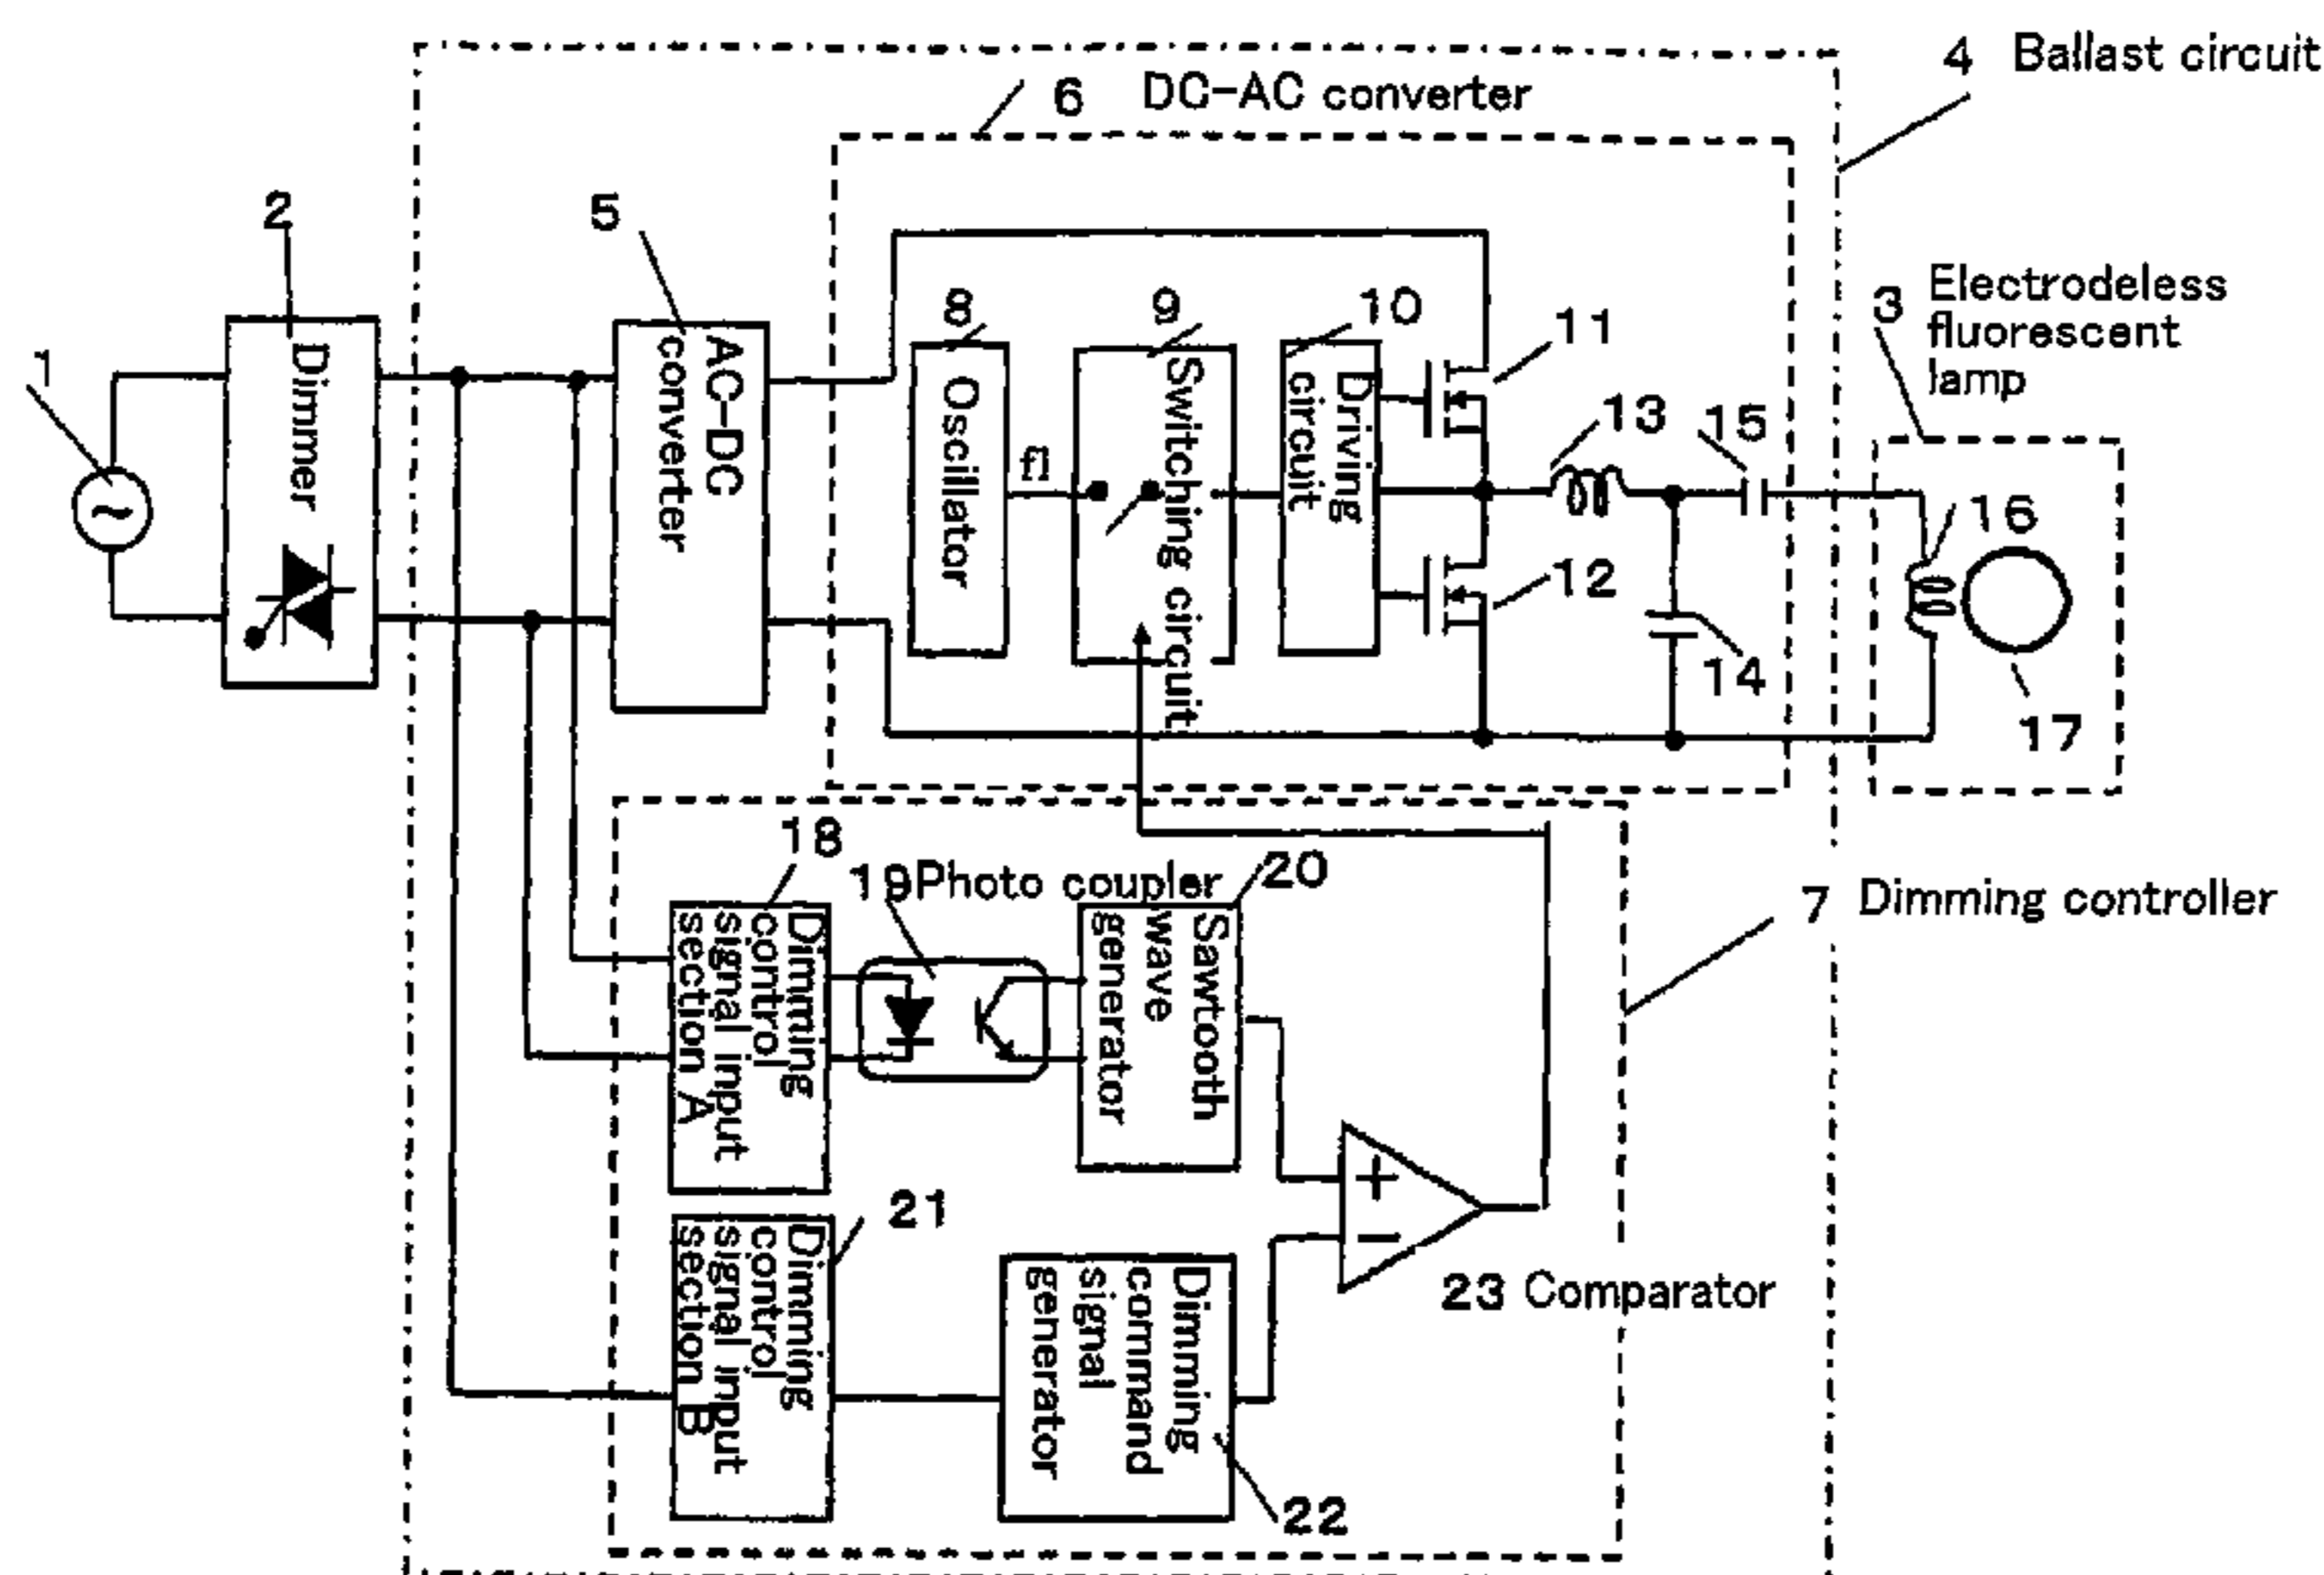 4 Ballast circuit
6 DC-AC converter
2
5
1
Dimmer
AC-DC
converter
8
Oscillator
f1
9
Switching circuit
10
Driving
circuit
11
12
13
15
14
3 Electrodeless
fluorescent
lamp
16
17
18
Dimming
control
signal input
section A
19 Photo coupler
20
Sawtooth
wave
generator
7 Dimming controller
21
Dimming
control
signal input
section B
Dimming
command
signal
generator
22
+
−
23 Comparator